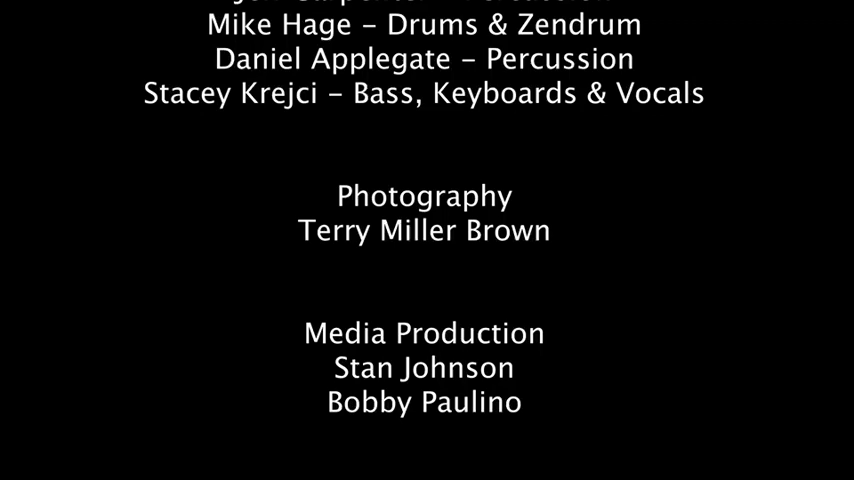 Mike Hage – Drums & Zendrum
Daniel Applegate – Percussion
Stacey Krejci – Bass, Keyboards & Vocals
Photography
Terry Miller Brown
Media Production
Stan Johnson
Bobby Paulino